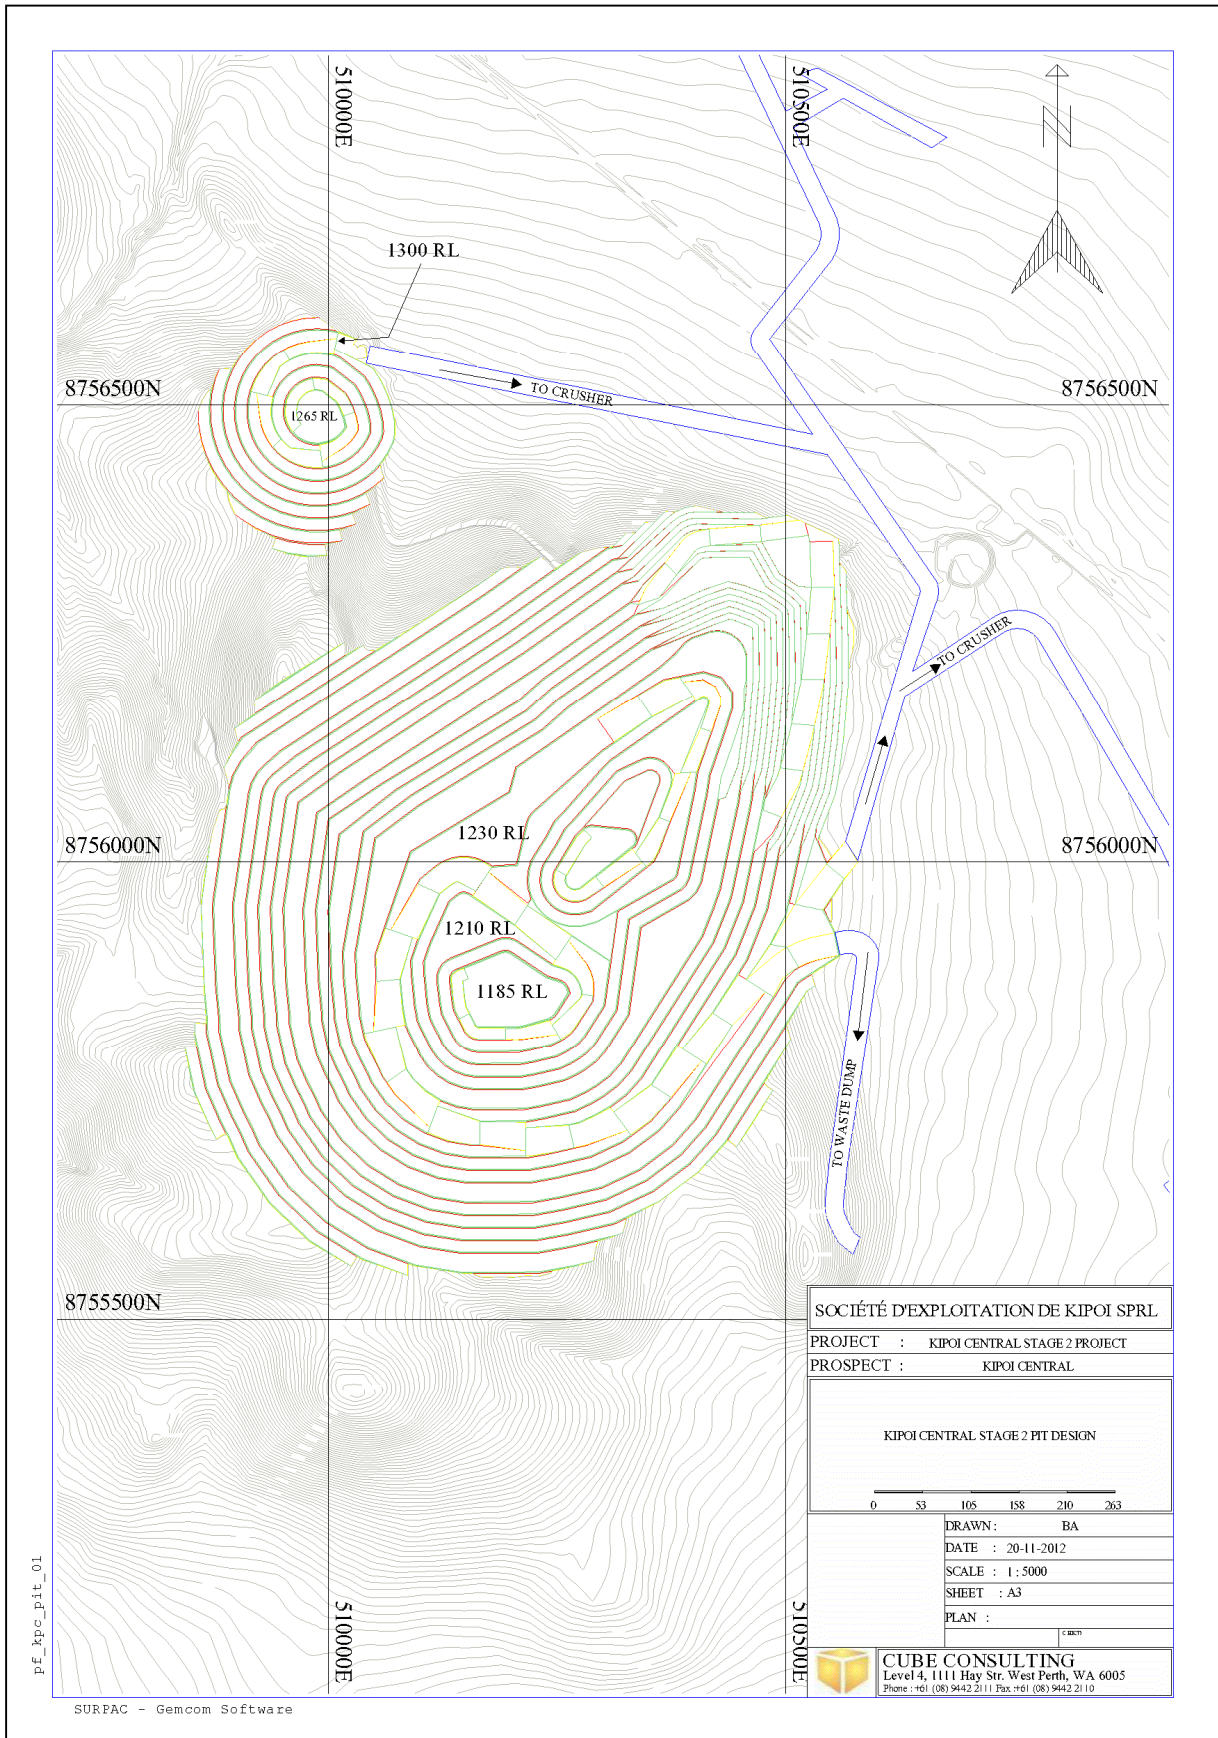 510000E
510500E
N
1300 RL
8756500N
8756500N
1265 RL
TO CRUSHER
TO CRUSHER
8756000N
1230 RL
8756000N
1210 RL
1185 RL
TO WASTE DUMP
8755500N
510000E
510500E
SOCIÉTÉ D'EXPLOITATION DE KIPOI SPRL
PROJECT : KIPOI CENTRAL STAGE 2 PROJECT
PROSPECT : KIPOI CENTRAL
KIPOI CENTRAL STAGE 2 PIT DESIGN
0 53 105 158 210 263
DRAWN : BA
DATE : 20-11-2012
SCALE : 1 : 5000
SHEET : A3
PLAN :
CUBE CONSULTING
Level 4, 1111 Hay Str. West Perth, WA 6005
Phone : +61 (08) 9442 2111 Fax :+61 (08) 9442 2110
pf_kpc_pit_01
SURPAC - Gemcom Software